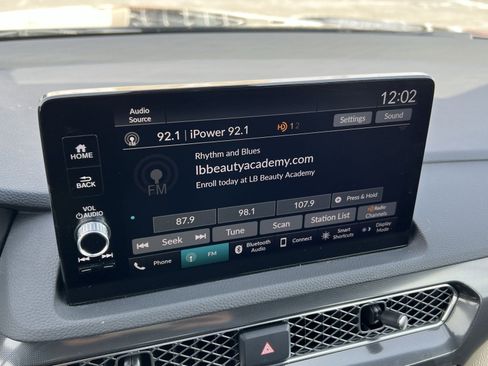 Audio Source
12:02
92.1 | iPower 92.1
HD 1 2
Settings
Sound
HOME
Rhythm and Blues
lbbeautyacademy.com
Enroll today at LB Beauty Academy
FM
BACK
VOL
AUDIO
87.9
98.1
107.9
Press & Hold
Seek
Tune
Scan
Station List
Radio Channels
Phone
FM
Bluetooth Audio
Connect
Smart Shortcuts
Display Mode